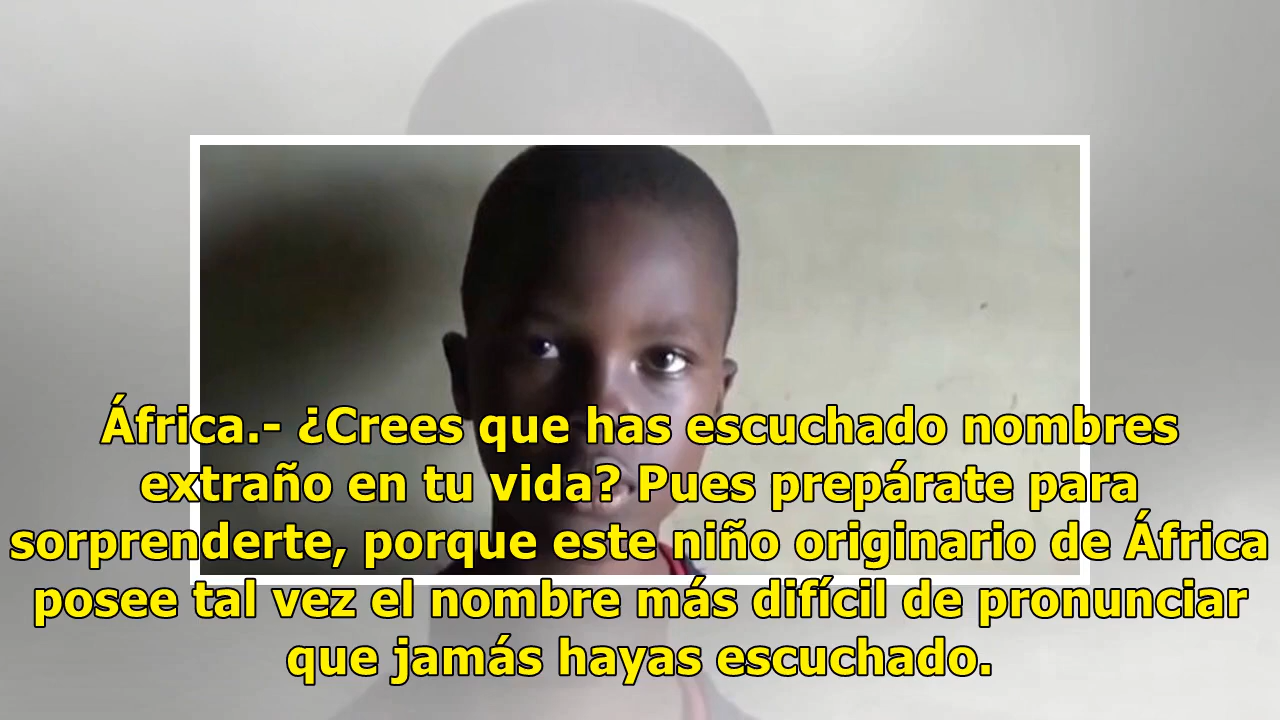 África.- ¿Crees que has escuchado nombres
extraño en tu vida? Pues prepárate para
sorprenderte, porque este niño originario de África
posee tal vez el nombre más difícil de pronunciar
que jamás hayas escuchado.